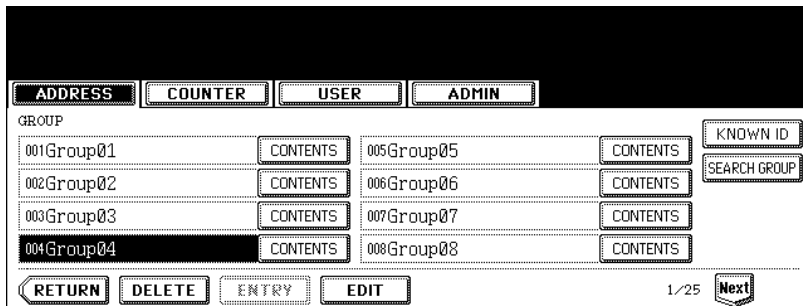 ADDRESS COUNTER USER ADMIN
GROUP
001Group01 CONTENTS 005Group05 CONTENTS KNOWN ID
002Group02 CONTENTS 006Group06 CONTENTS SEARCH GROUP
003Group03 CONTENTS 007Group07 CONTENTS
004Group04 CONTENTS 008Group08 CONTENTS
RETURN DELETE ENTRY EDIT 1/25 Next